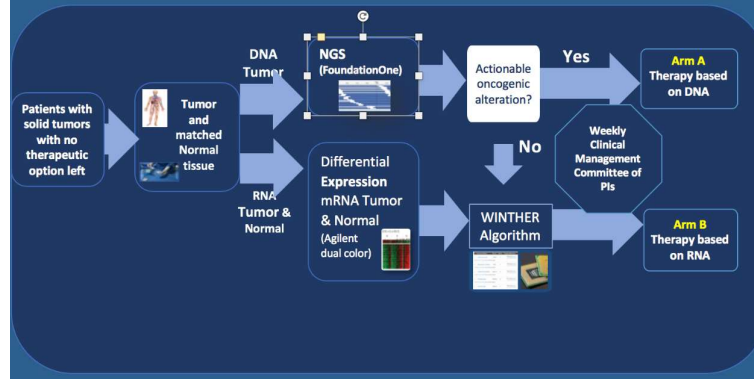 Patients with
solid tumors
with no
therapeutic
option left
Tumor
and
matched
Normal
tissue
DNA
Tumor
RNA
Tumor &
Normal
NGS
(FoundationOne)
Differential
Expression
mRNA Tumor
& Normal
(Agilent
dual color)
Actionable
oncogenic
alteration?
Yes
No
WINTHER
Algorithm
Weekly
Clinical
Management
Committee of
PIs
Arm A
Therapy based
on DNA
Arm B
Therapy based
on RNA